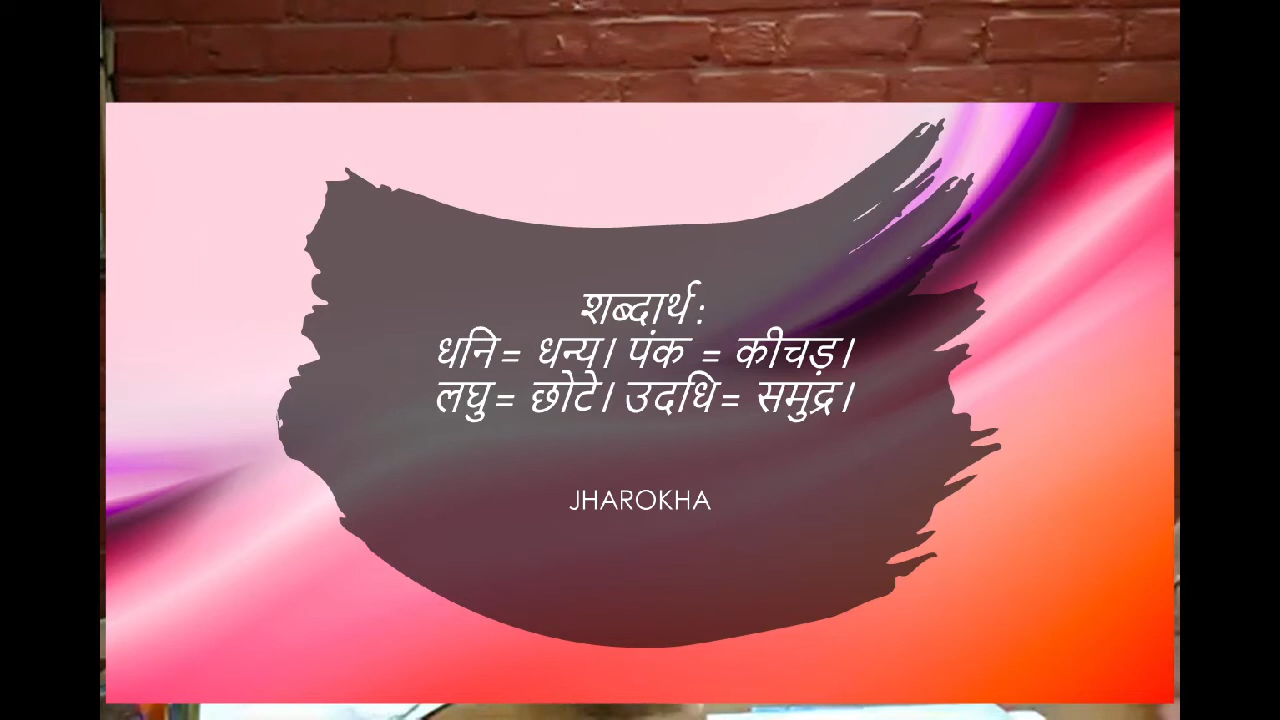 शब्दार्थ:
धनि= धन्य। पंक = कीचड़।
लघु= छोटे। उदधि= समुद्र।
JHAROKHA